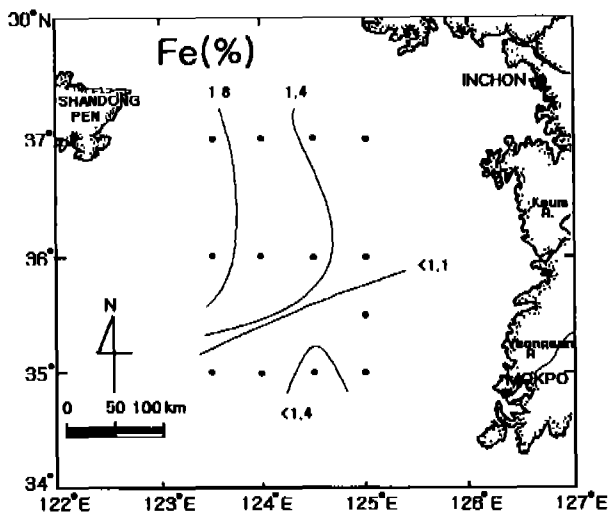 30°N
Fe(%)
INCHON
SHANDONG
PEN
1 8
1,4
37°
Keum
R.
36°
<1,1
N
Yeongsan
R
35°
MOKPO
0 50 100 km
<1,4
34°
122°E 123°E 124°E 125°E 126°E 127°E